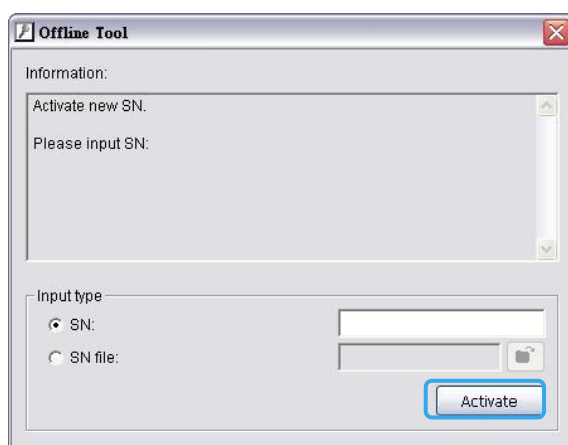 Offline Tool
Information:
Activate new SN.
Please input SN:
Input type
SN:
SN file:
Activate